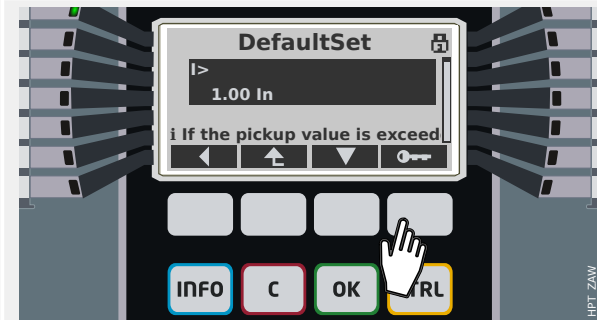 DefaultSet
I>
1.00 In
i If the pickup value is exceed
INFO
C
OK
TRL
HPT ZAW